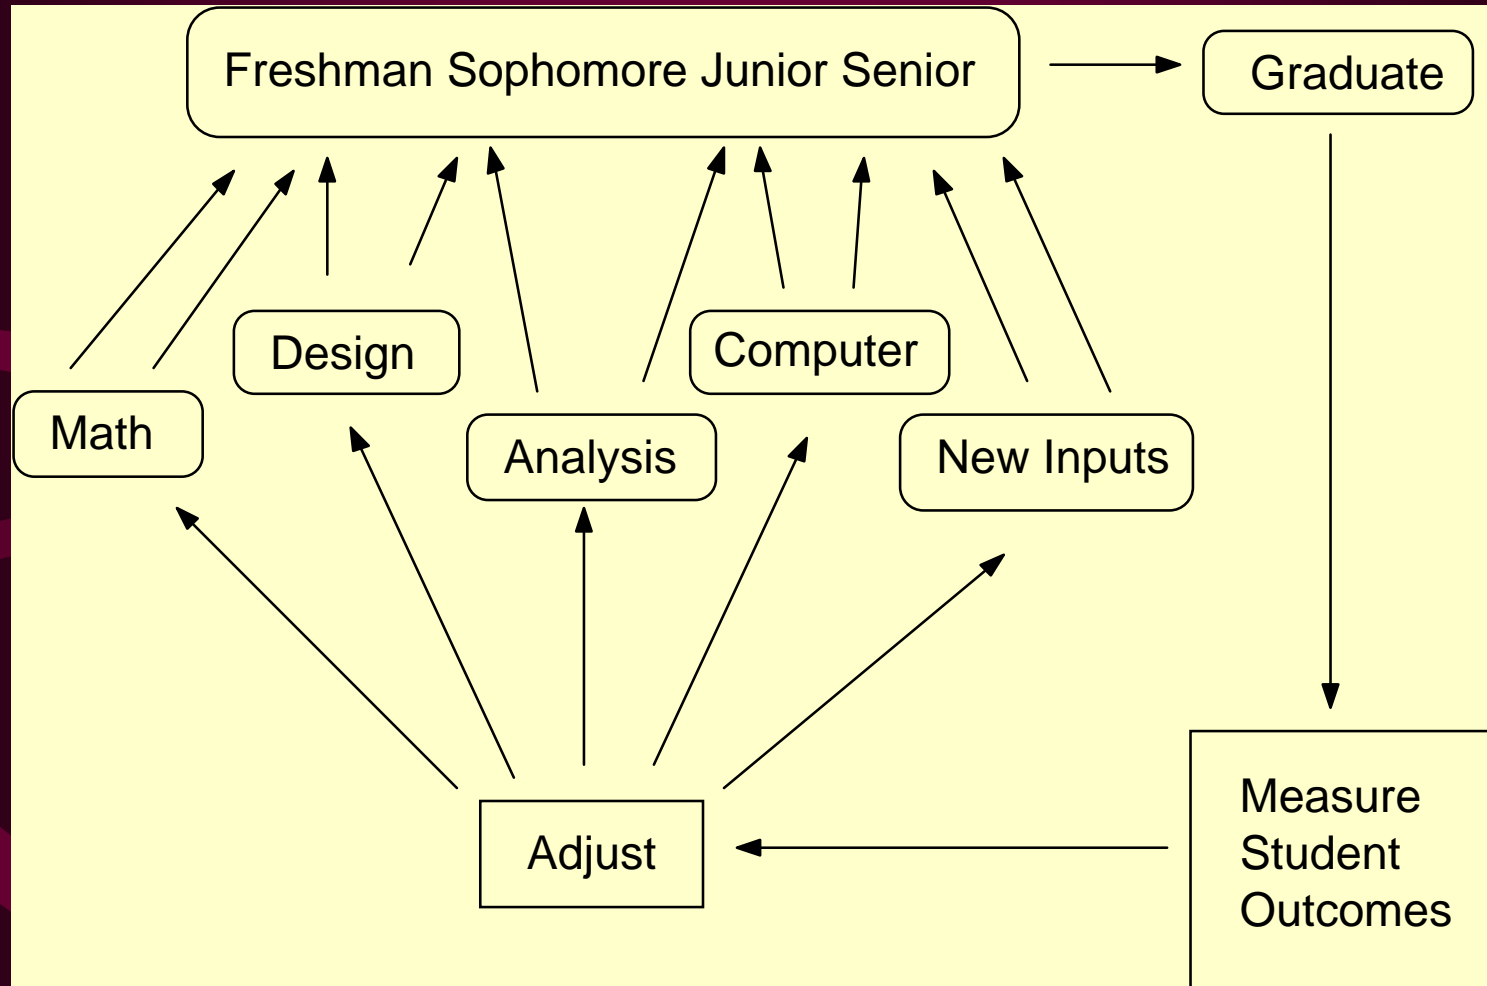 Freshman Sophomore Junior Senior
Graduate
Design
Computer
Math
Analysis
New Inputs
Adjust
Measure
Student
Outcomes